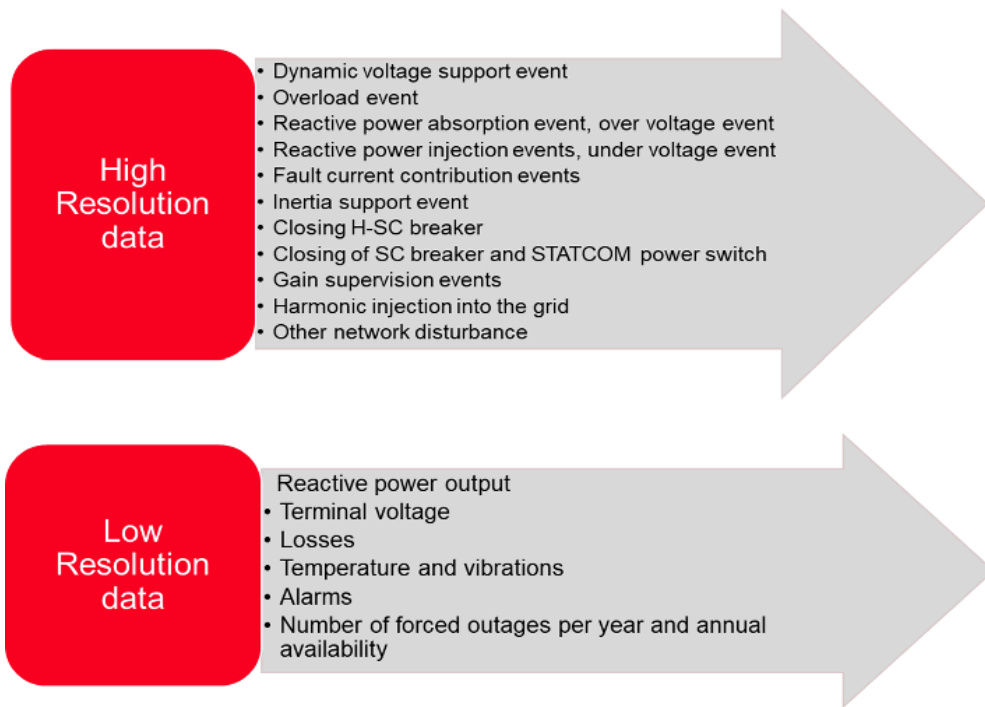 High
Resolution
data
• Dynamic voltage support event
• Overload event
• Reactive power absorption event, over voltage event
• Reactive power injection events, under voltage event
• Fault current contribution events
• Inertia support event
• Closing H-SC breaker
• Closing of SC breaker and STATCOM power switch
• Gain supervision events
• Harmonic injection into the grid
• Other network disturbance
Low
Resolution
data
Reactive power output
• Terminal voltage
• Losses
• Temperature and vibrations
• Alarms
• Number of forced outages per year and annual
availability